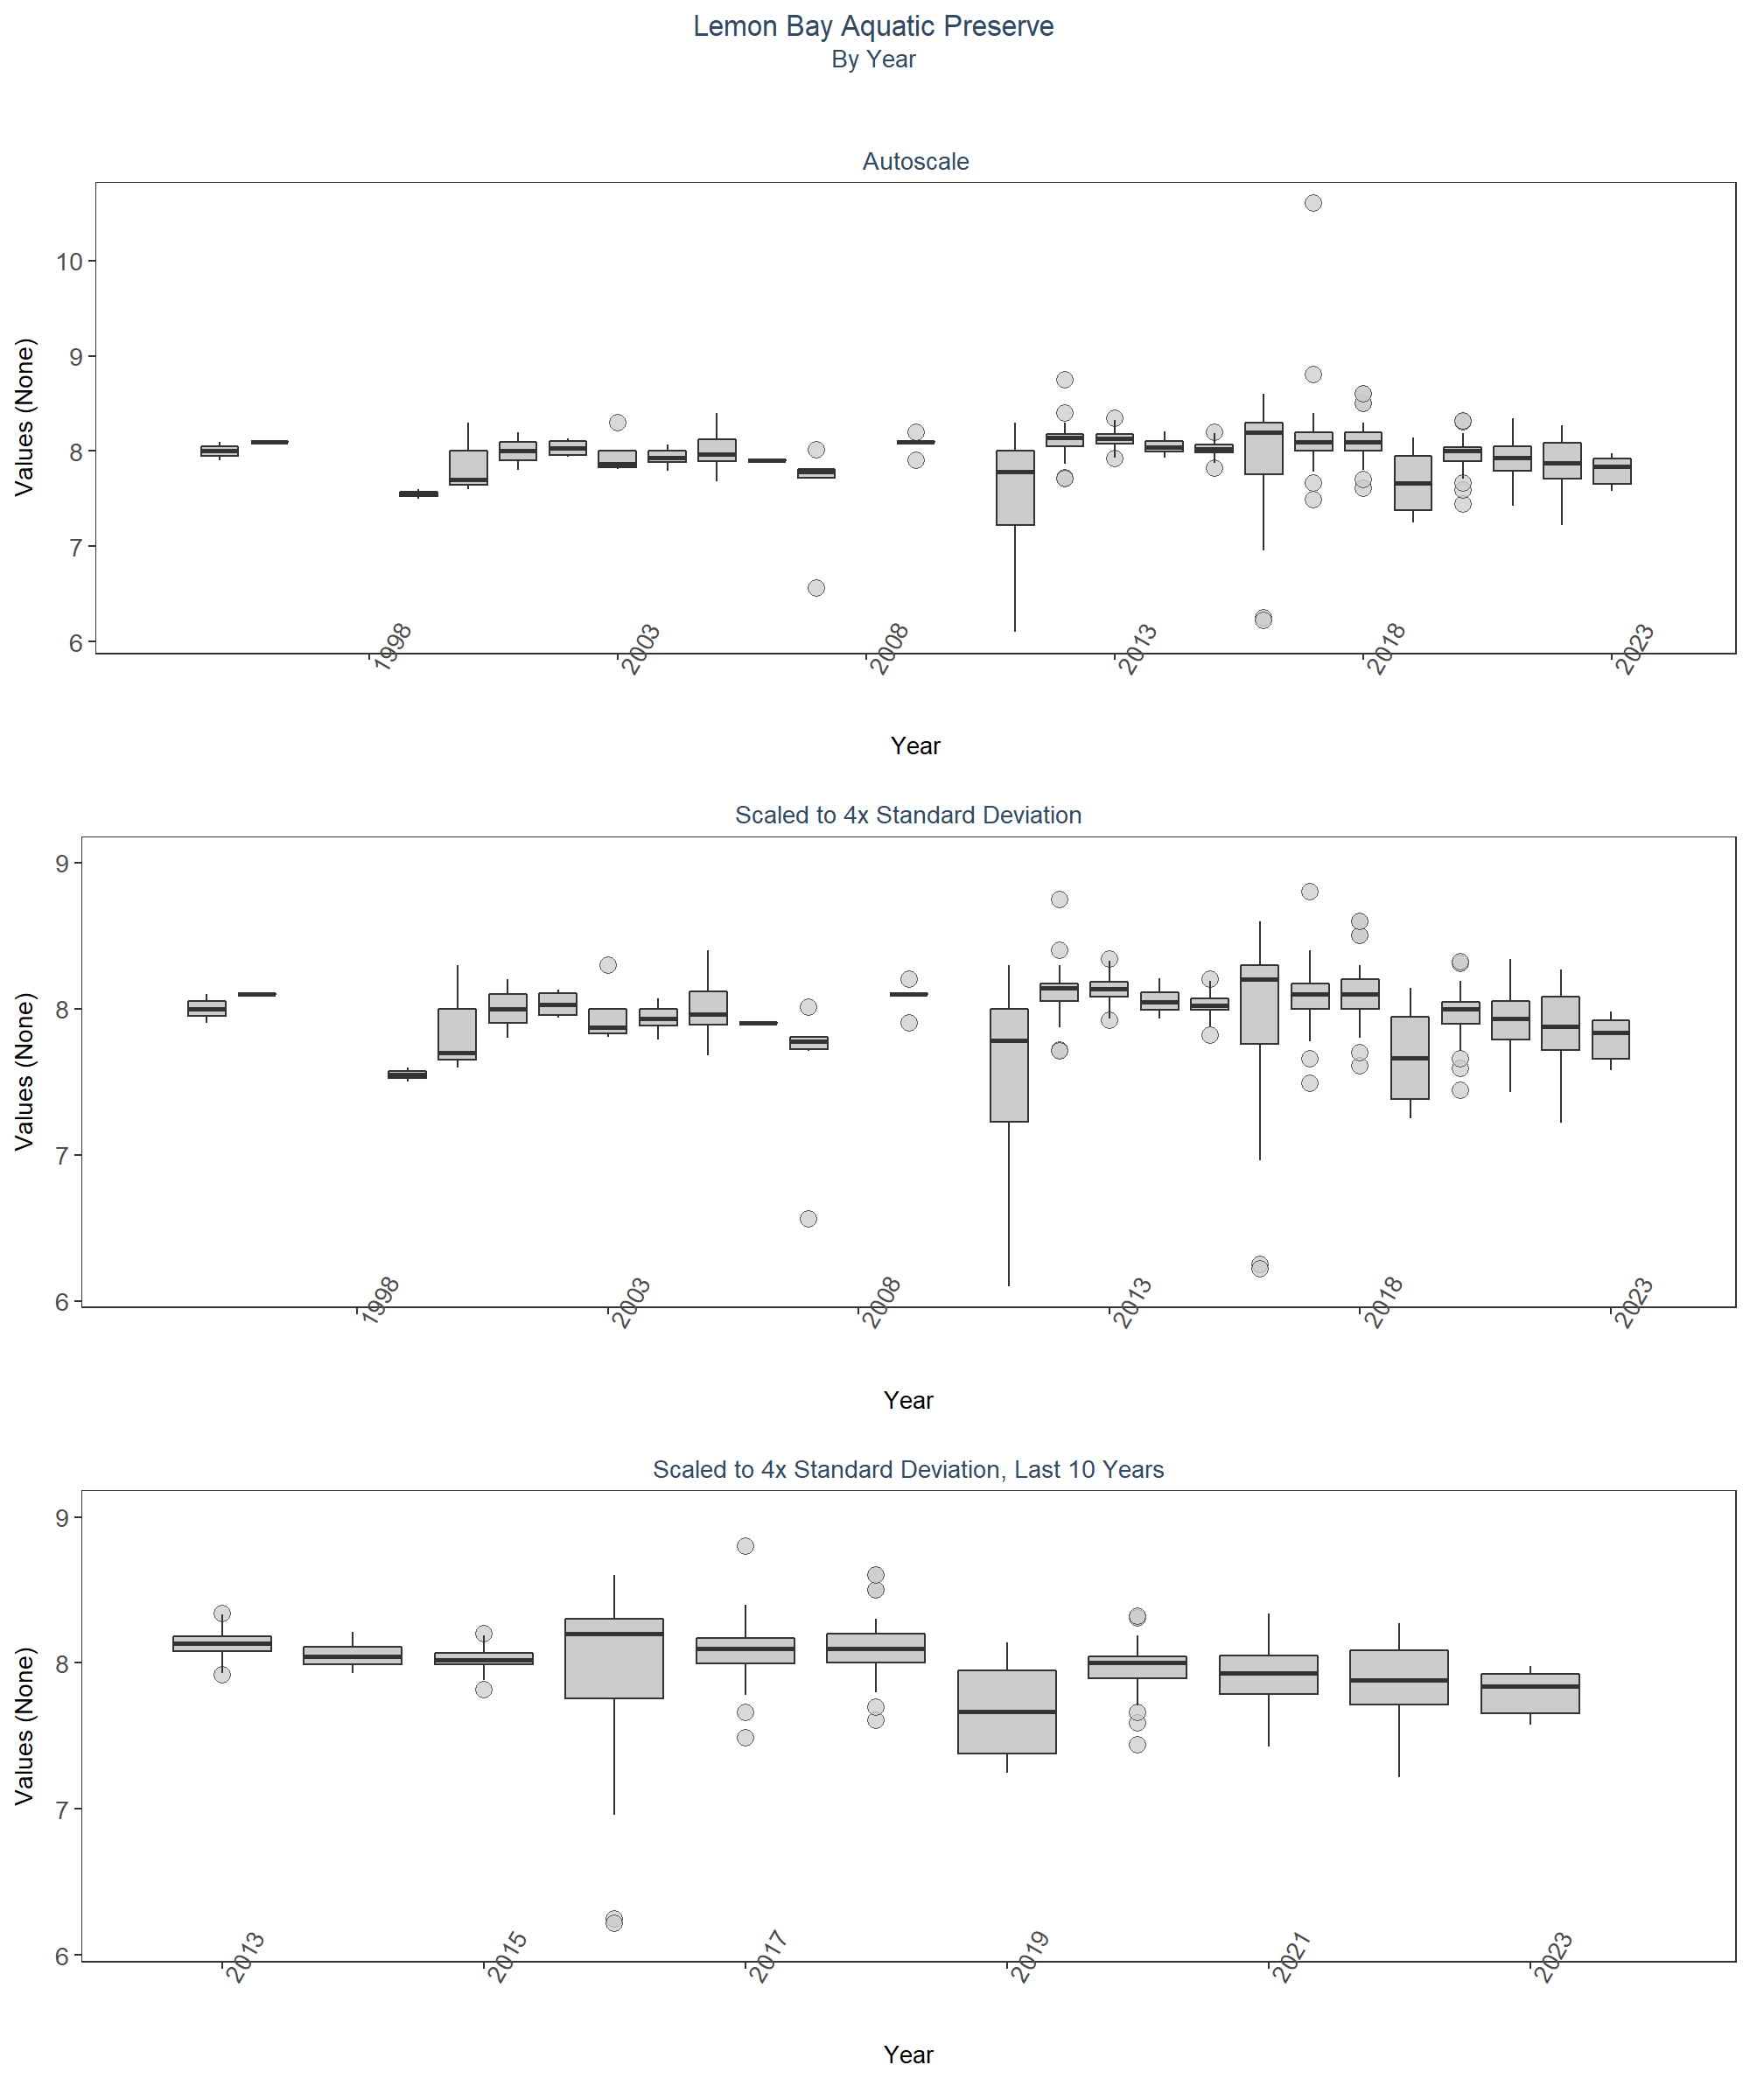 Lemon Bay Aquatic Preserve
By Year
Autoscale
Values (None)
10
9
8
7
6
1998
2003
2008
2013
2018
2023
Year
Scaled to 4x Standard Deviation
Values (None)
9
8
7
6
1998
2003
2008
2013
2018
2023
Year
Scaled to 4x Standard Deviation, Last 10 Years
Values (None)
9
8
7
6
2013
2015
2017
2019
2021
2023
Year